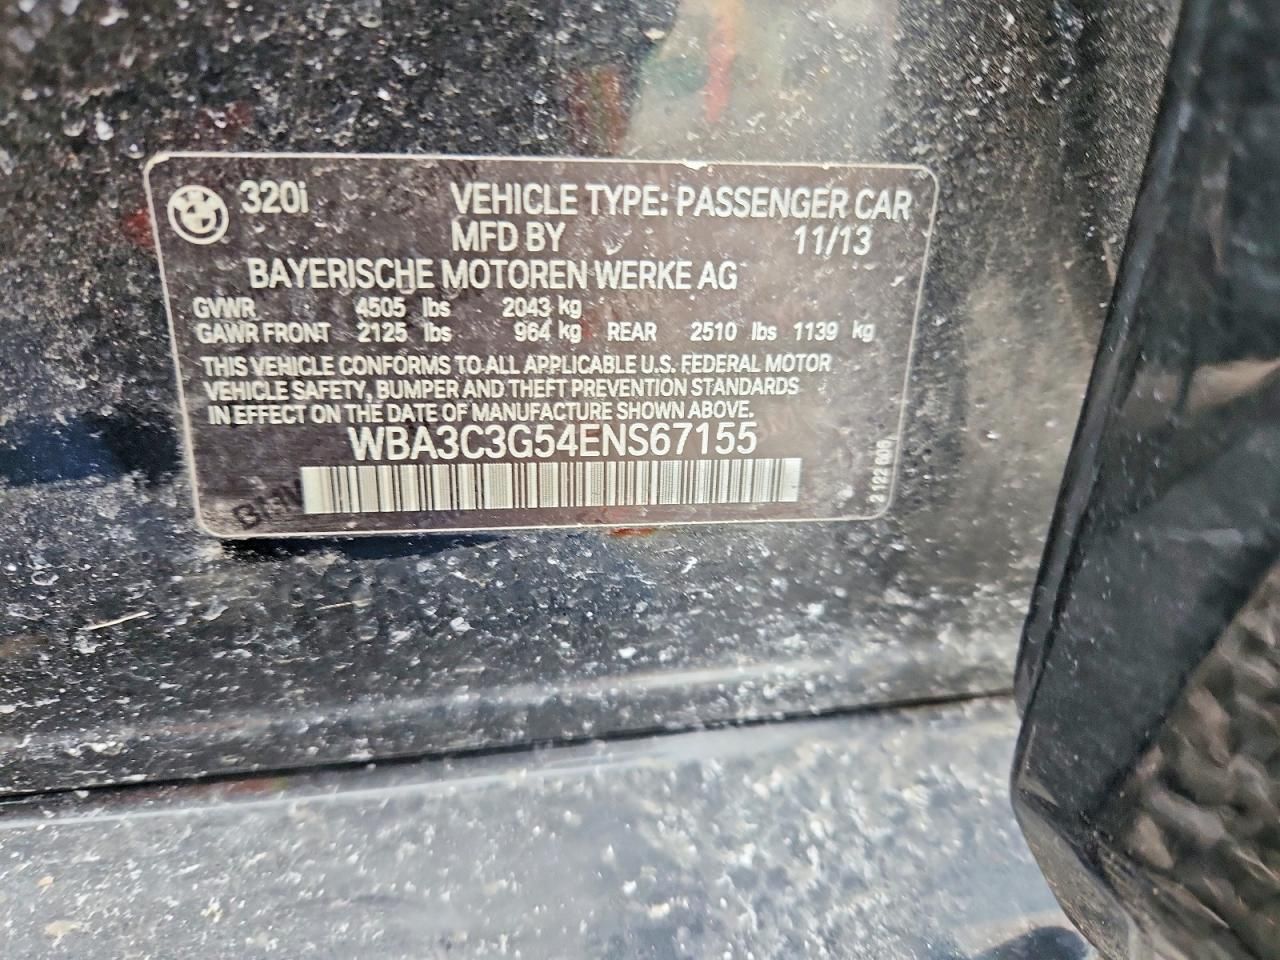 320i VEHICLE TYPE: PASSENGER CAR
MFD BY 11/13
BAYERISCHE MOTOREN WERKE AG
GVWR 4505 lbs 2043 kg
GAWR FRONT 2125 lbs 964 kg REAR 2510 lbs 1139 kg
THIS VEHICLE CONFORMS TO ALL APPLICABLE U.S. FEDERAL MOTOR
VEHICLE SAFETY, BUMPER AND THEFT PREVENTION STANDARDS
IN EFFECT ON THE DATE OF MANUFACTURE SHOWN ABOVE.
WBA3C3G54ENS67155